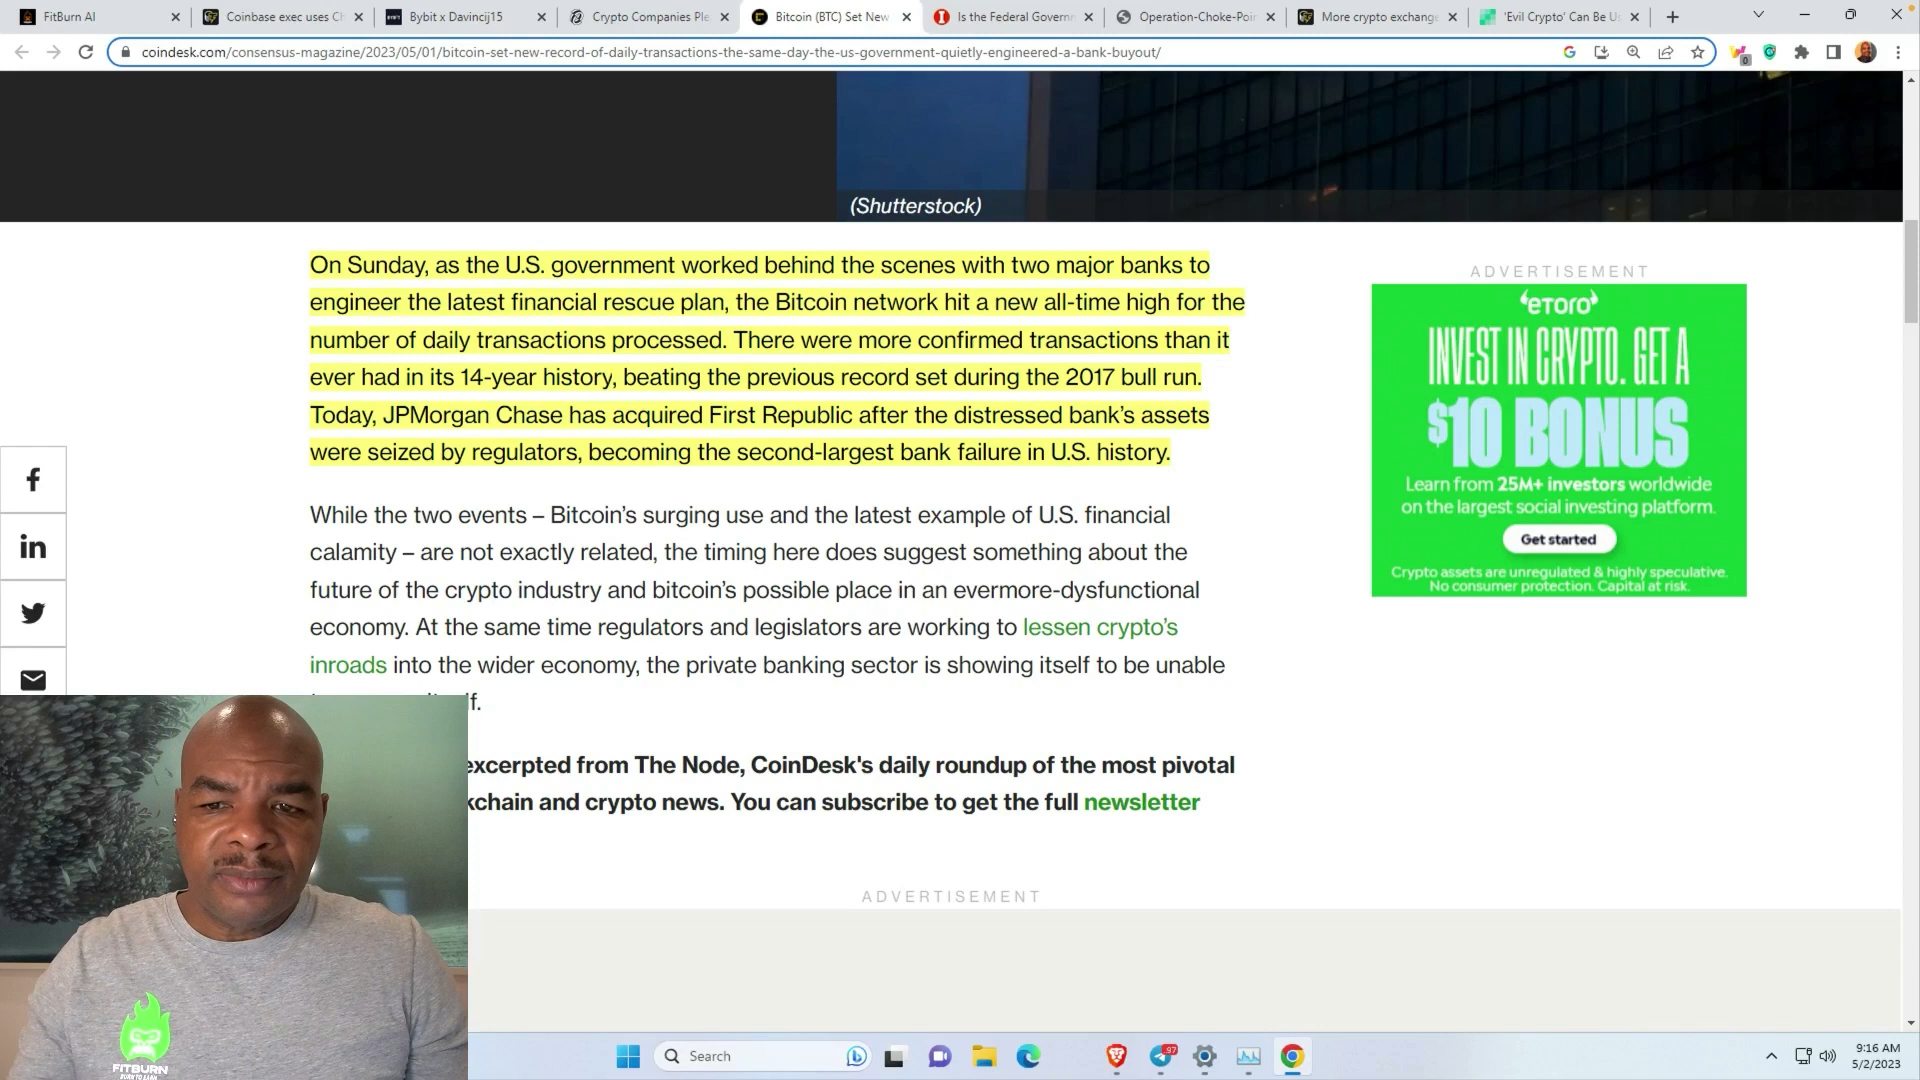 FitBurn AI
Coinbase exec uses Ch
Bybit x Davincij15
Crypto Companies Ple
Bitcoin (BTC) Set New
Is the Federal Governm
Operation-Choke-Poin
More crypto exchange
'Evil Crypto' Can Be Us
coindesk.com/consensus-magazine/2023/05/01/bitcoin-set-new-record-of-daily-transactions-the-same-day-the-us-government-quietly-engineered-a-bank-buyout/
0
(Shutterstock)
On Sunday, as the U.S. government worked behind the scenes with two major banks to
engineer the latest financial rescue plan, the Bitcoin network hit a new all-time high for the
number of daily transactions processed. There were more confirmed transactions than it
ever had in its 14-year history, beating the previous record set during the 2017 bull run.
Today, JPMorgan Chase has acquired First Republic after the distressed bank's assets
were seized by regulators, becoming the second-largest bank failure in U.S. history.
While the two events – Bitcoin's surging use and the latest example of U.S. financial
calamity – are not exactly related, the timing here does suggest something about the
future of the crypto industry and bitcoin's possible place in an evermore-dysfunctional
economy. At the same time regulators and legislators are working to lessen crypto's
inroads into the wider economy, the private banking sector is showing itself to be unable
f.
excerpted from The Node, CoinDesk's daily roundup of the most pivotal
kchain and crypto news. You can subscribe to get the full newsletter
ADVERTISEMENT
ADVERTISEMENT
'eToro'
INVEST IN CRYPTO. GET A
$10 BONUS
Learn from 25M+ investors worldwide
on the largest social investing platform.
Get started
Crypto assets are unregulated & highly speculative.
No consumer protection. Capital at risk.
FITBURN
BURN TO EARN
Search
97
9:16 AM
5/2/2023